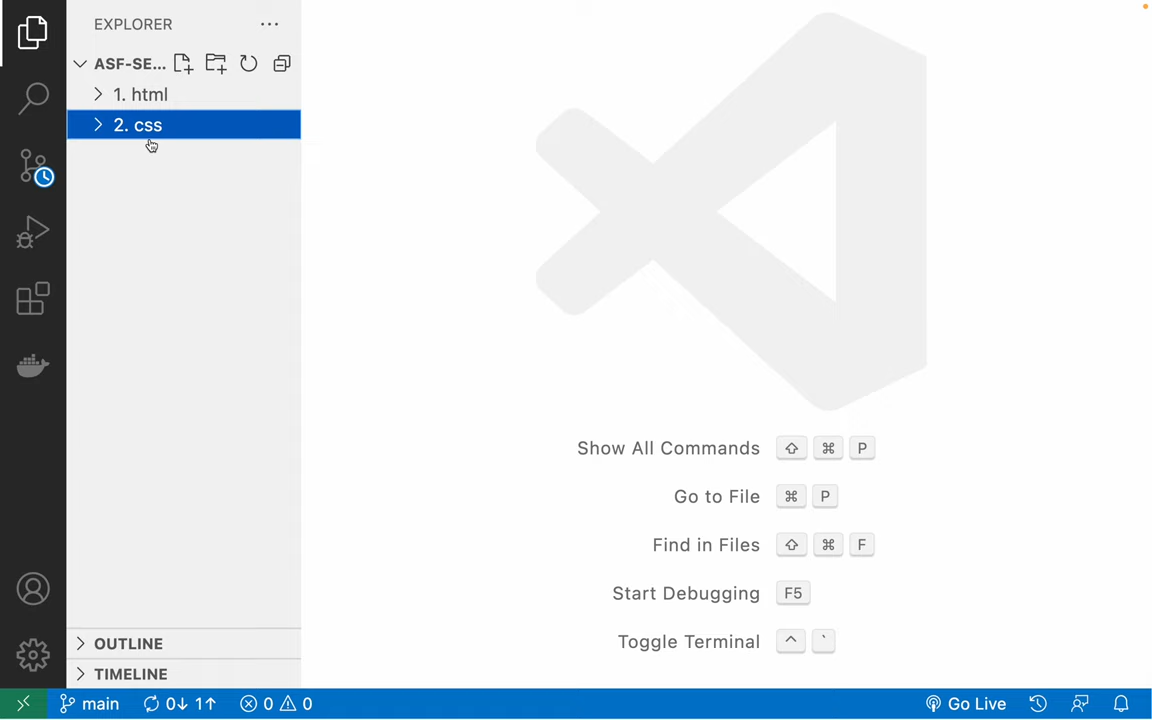 EXPLORER
ASF-SE...
1. html
2. css
Show All Commands ⇧ ⌘ P
Go to File ⌘ P
Find in Files ⇧ ⌘ F
Start Debugging F5
Toggle Terminal ^ `
OUTLINE
TIMELINE
main 0↓ 1↑ 0 0 Go Live